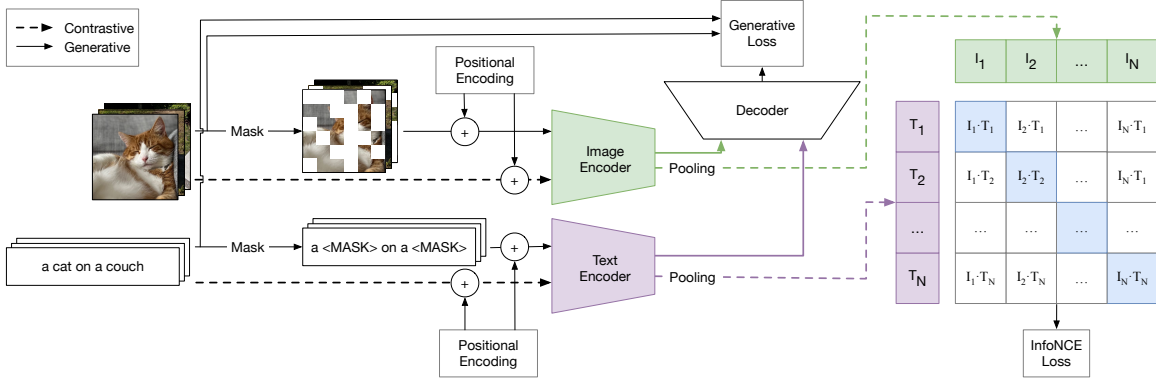 Contrastive
Generative
Positional
Encoding
Generative
Loss
Mask
Decoder
Image
Encoder
Pooling
a cat on a couch
Mask
a <MASK> on a <MASK>
Text
Encoder
Pooling
Positional
Encoding
+
+
+
+
I1 I2 ... IN
T1 I1·T1 I2·T1 ... IN·T1
T2 I1·T2 I2·T2 ... IN·T1
... ... ... ... ...
TN I1·TN I2·TN ... IN·TN
InfoNCE
Loss